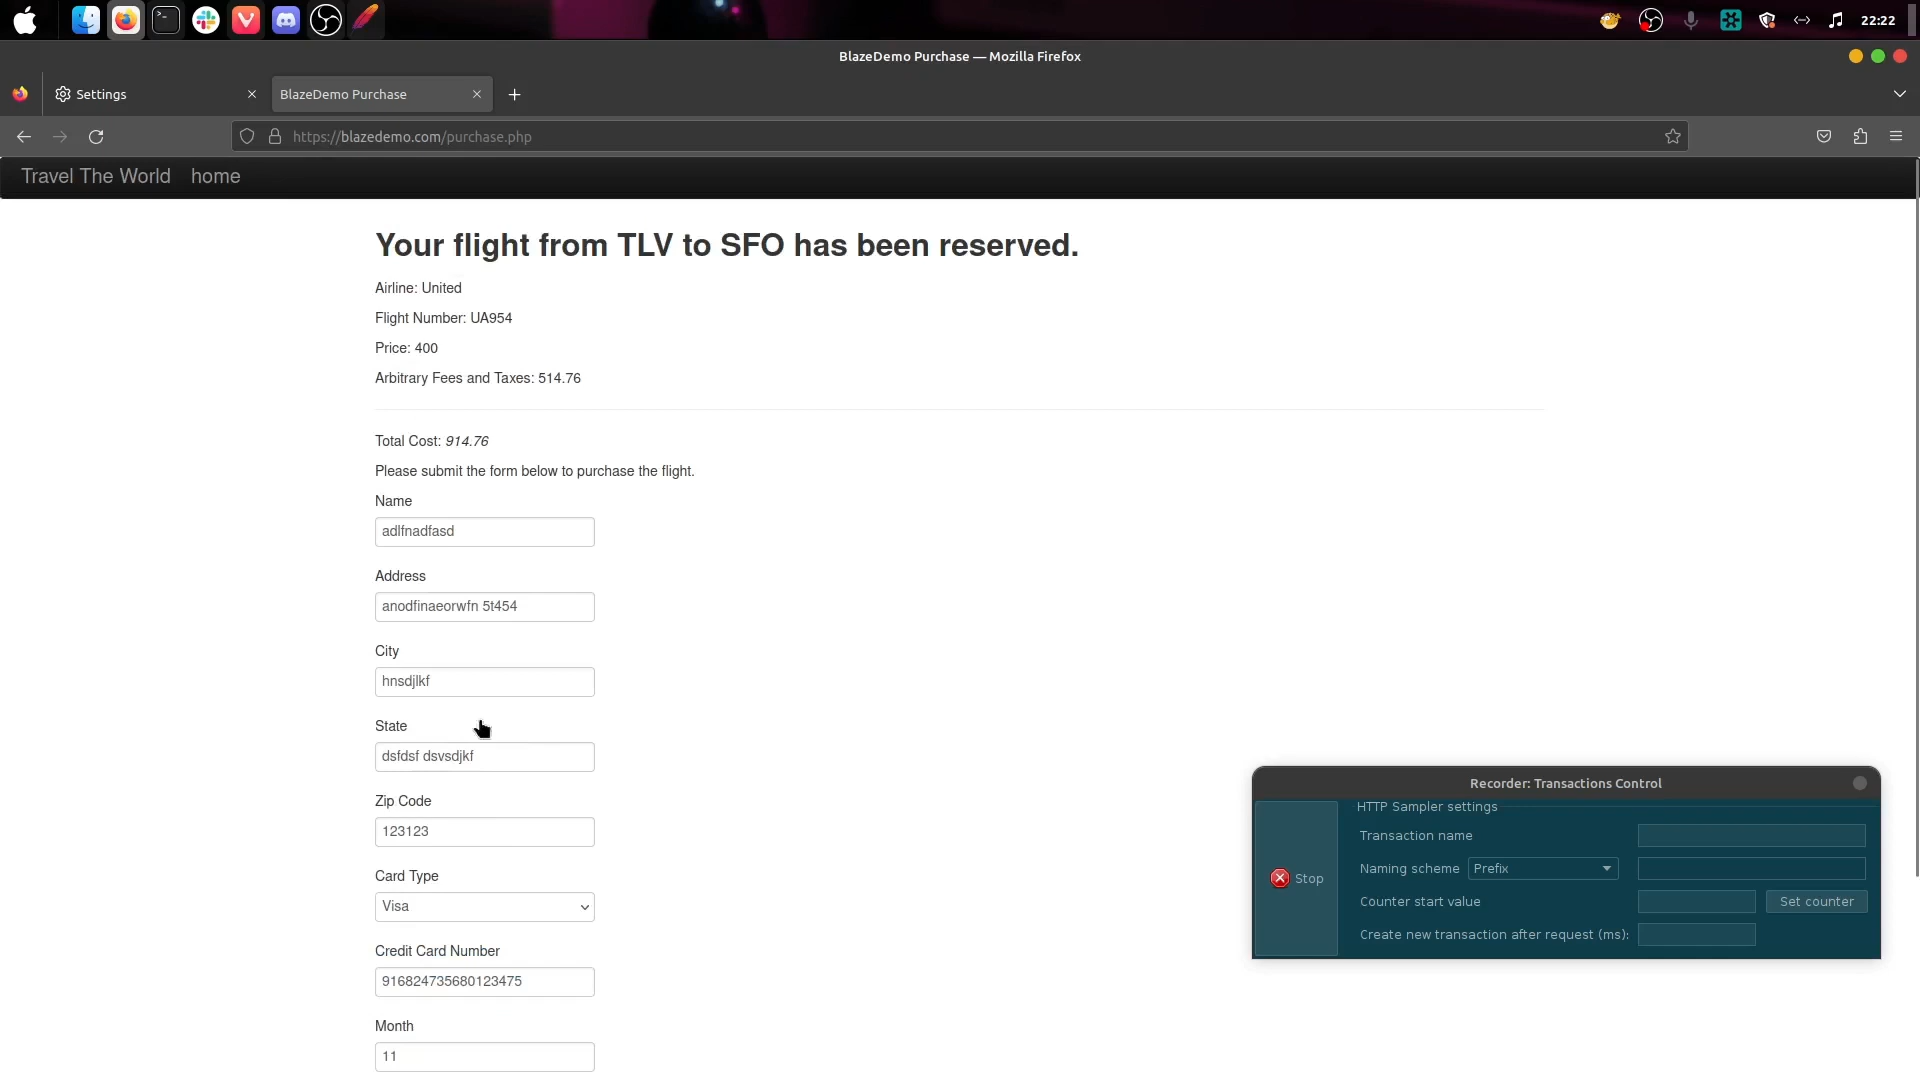 22:22
BlazeDemo Purchase — Mozilla Firefox
Settings
BlazeDemo Purchase
https://blazedemo.com/purchase.php
Travel The World home
Your flight from TLV to SFO has been reserved.
Airline: United
Flight Number: UA954
Price: 400
Arbitrary Fees and Taxes: 514.76
Total Cost: 914.76
Please submit the form below to purchase the flight.
Name
adlfnadfasd
Address
anodfinaeorwfn 5t454
City
hnsdjlkf
State
dsfdsf dsvsdjkf
Zip Code
123123
Card Type
Visa
Credit Card Number
916824735680123475
Month
11
Recorder: Transactions Control
HTTP Sampler settings
Transaction name
Naming scheme Prefix
Stop
Counter start value Set counter
Create new transaction after request (ms):